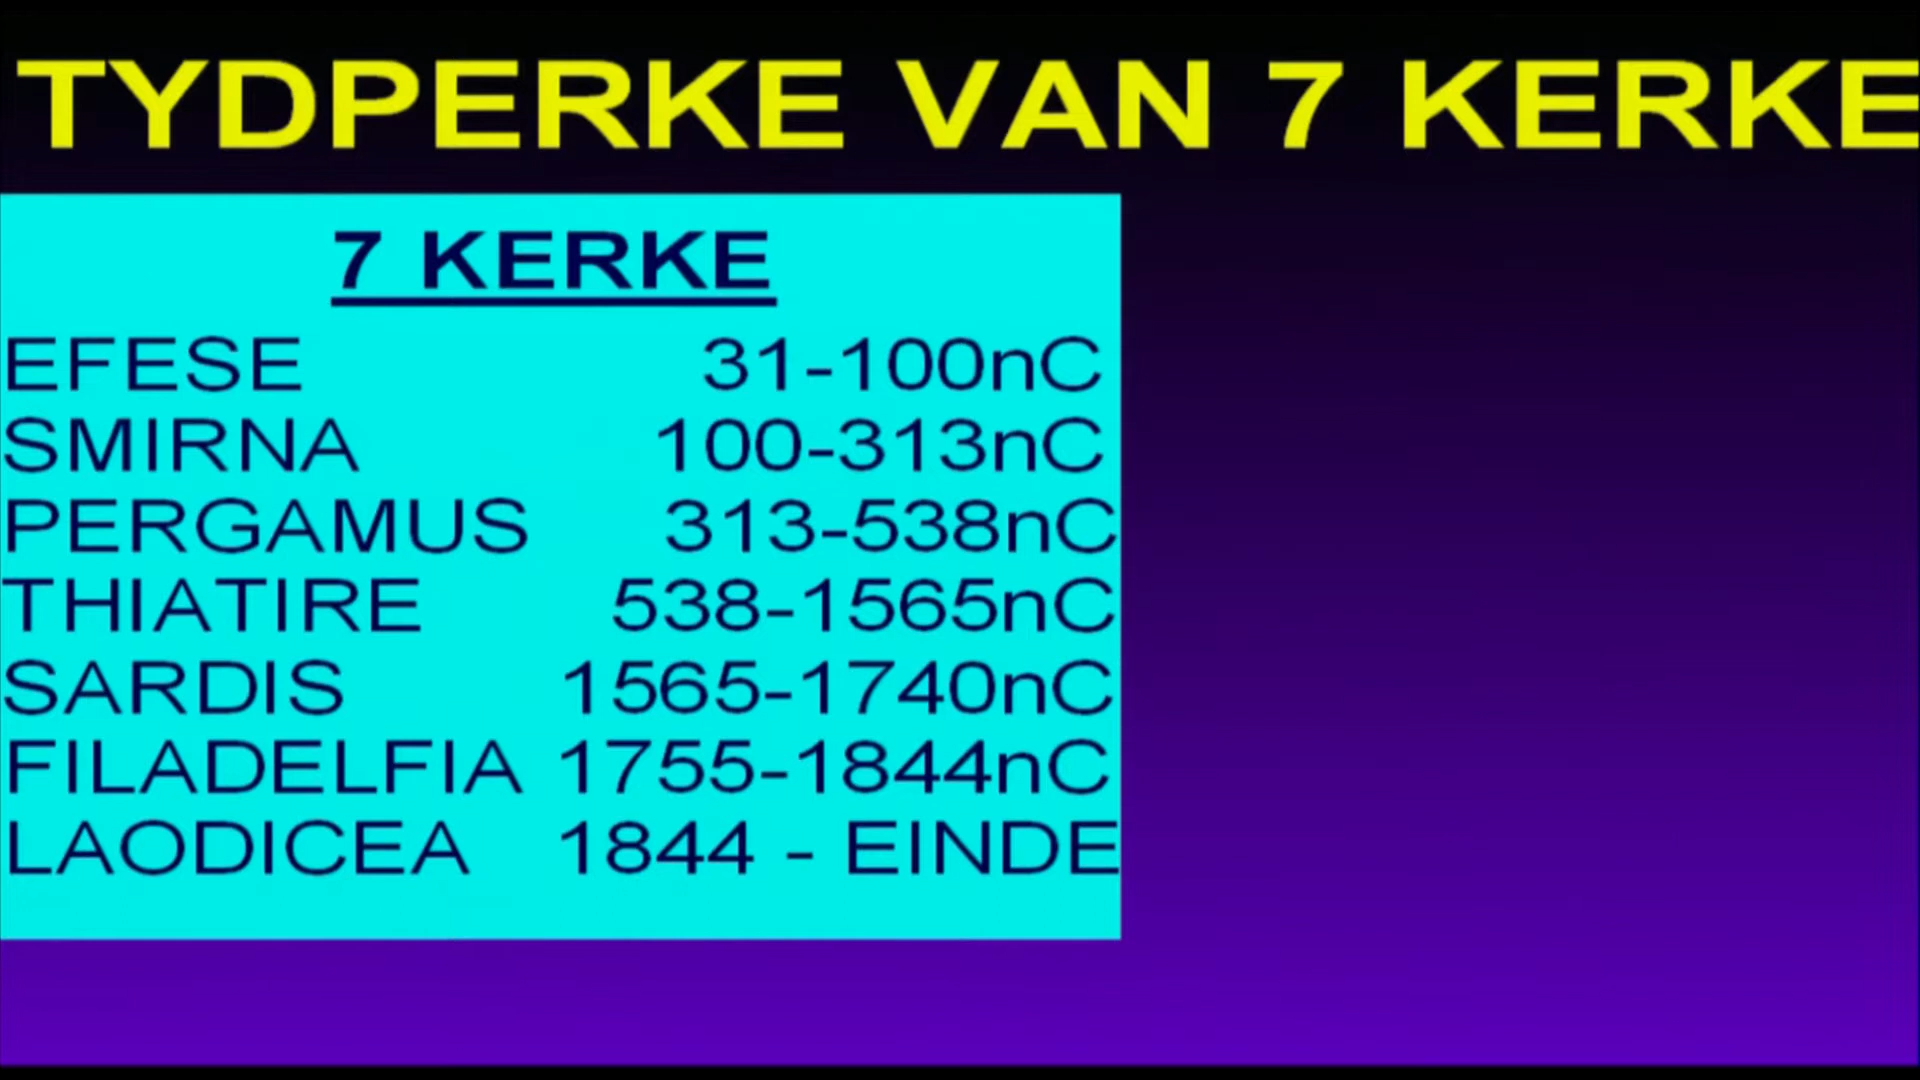 TYDPERKE VAN 7 KERKE
7 KERKE
EFESE 31-100nC
SMIRNA 100-313nC
PERGAMUS 313-538nC
THIATIRE 538-1565nC
SARDIS 1565-1740nC
FILADELFIA 1755-1844nC
LAODICEA 1844 - EINDE